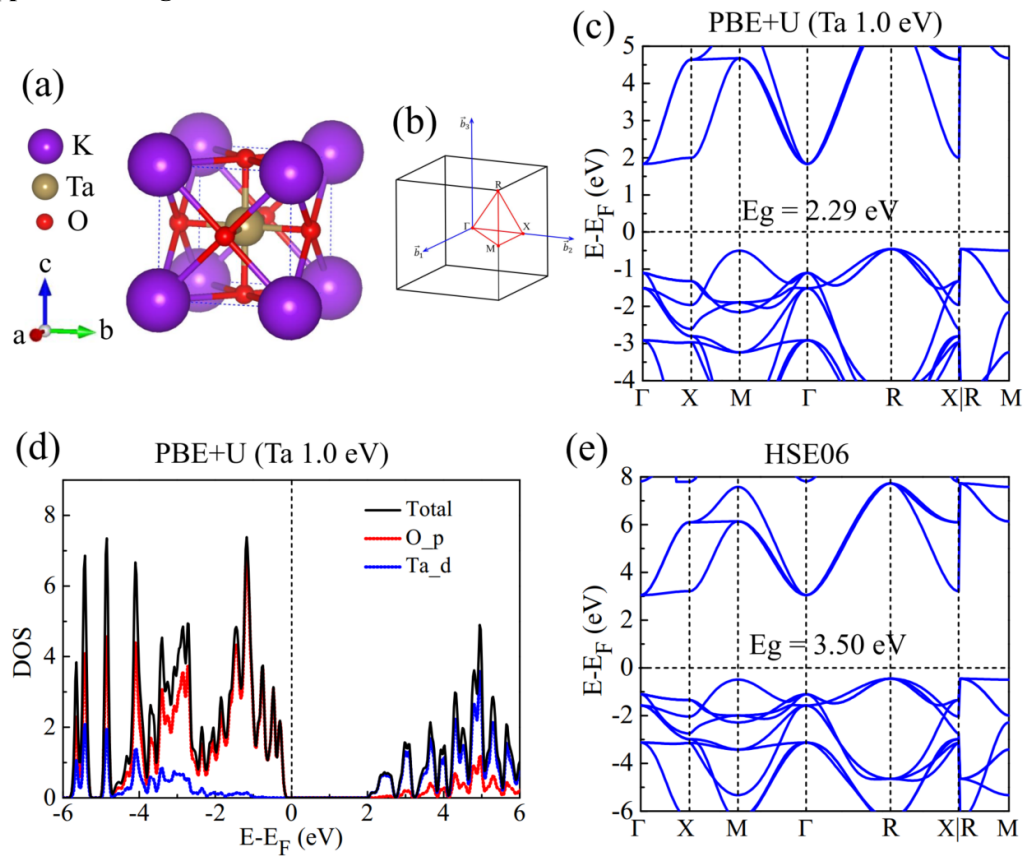 (a)
K
Ta
O
c
a
b
(b)
b₃
R
Γ
X
M
b₁
b₂
(c)
PBE+U (Ta 1.0 eV)
5
4
3
2
1
0
-1
-2
-3
-4
E-E_F (eV)
Eg = 2.29 eV
Γ X M Γ R X|R M
(d)
PBE+U (Ta 1.0 eV)
Total
O_p
Ta_d
8
6
4
2
0
DOS
-6 -4 -2 0 2 4 6
E-E_F (eV)
(e)
HSE06
8
6
4
2
0
-2
-4
-6
E-E_F (eV)
Eg = 3.50 eV
Γ X M Γ R X|R M